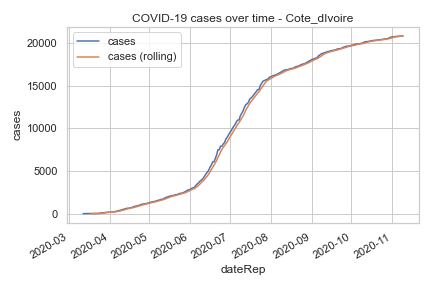 COVID-19 cases over time - Cote_dIvoire
cases
cases (rolling)
cases
20000
15000
10000
5000
0
2020-03
2020-04
2020-05
2020-06
2020-07
2020-08
2020-09
2020-10
2020-11
dateRep